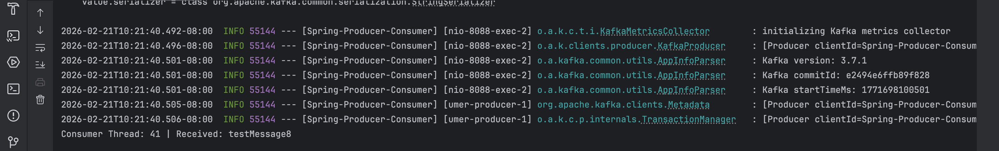 value.serializer = class org.apache.kafka.common.serialization.StringSerializer
2026-02-21T10:21:40.492-08:00  INFO 55144 --- [Spring-Producer-Consumer] [nio-8088-exec-2] o.a.k.c.t.i.KafkaMetricsCollector        : initializing Kafka metrics collector
2026-02-21T10:21:40.496-08:00  INFO 55144 --- [Spring-Producer-Consumer] [nio-8088-exec-2] o.a.k.clients.producer.KafkaProducer     : [Producer clientId=Spring-Producer-Consum
2026-02-21T10:21:40.501-08:00  INFO 55144 --- [Spring-Producer-Consumer] [nio-8088-exec-2] o.a.kafka.common.utils.AppInfoParser     : Kafka version: 3.7.1
2026-02-21T10:21:40.501-08:00  INFO 55144 --- [Spring-Producer-Consumer] [nio-8088-exec-2] o.a.kafka.common.utils.AppInfoParser     : Kafka commitId: e2494e6ffb89f828
2026-02-21T10:21:40.501-08:00  INFO 55144 --- [Spring-Producer-Consumer] [nio-8088-exec-2] o.a.kafka.common.utils.AppInfoParser     : Kafka startTimeMs: 1771698100501
2026-02-21T10:21:40.505-08:00  INFO 55144 --- [Spring-Producer-Consumer] [umer-producer-1] org.apache.kafka.clients.Metadata        : [Producer clientId=Spring-Producer-Consum
2026-02-21T10:21:40.506-08:00  INFO 55144 --- [Spring-Producer-Consumer] [umer-producer-1] o.a.k.c.p.internals.TransactionManager   : [Producer clientId=Spring-Producer-Consum
Consumer Thread: 41 | Received: testMessage8